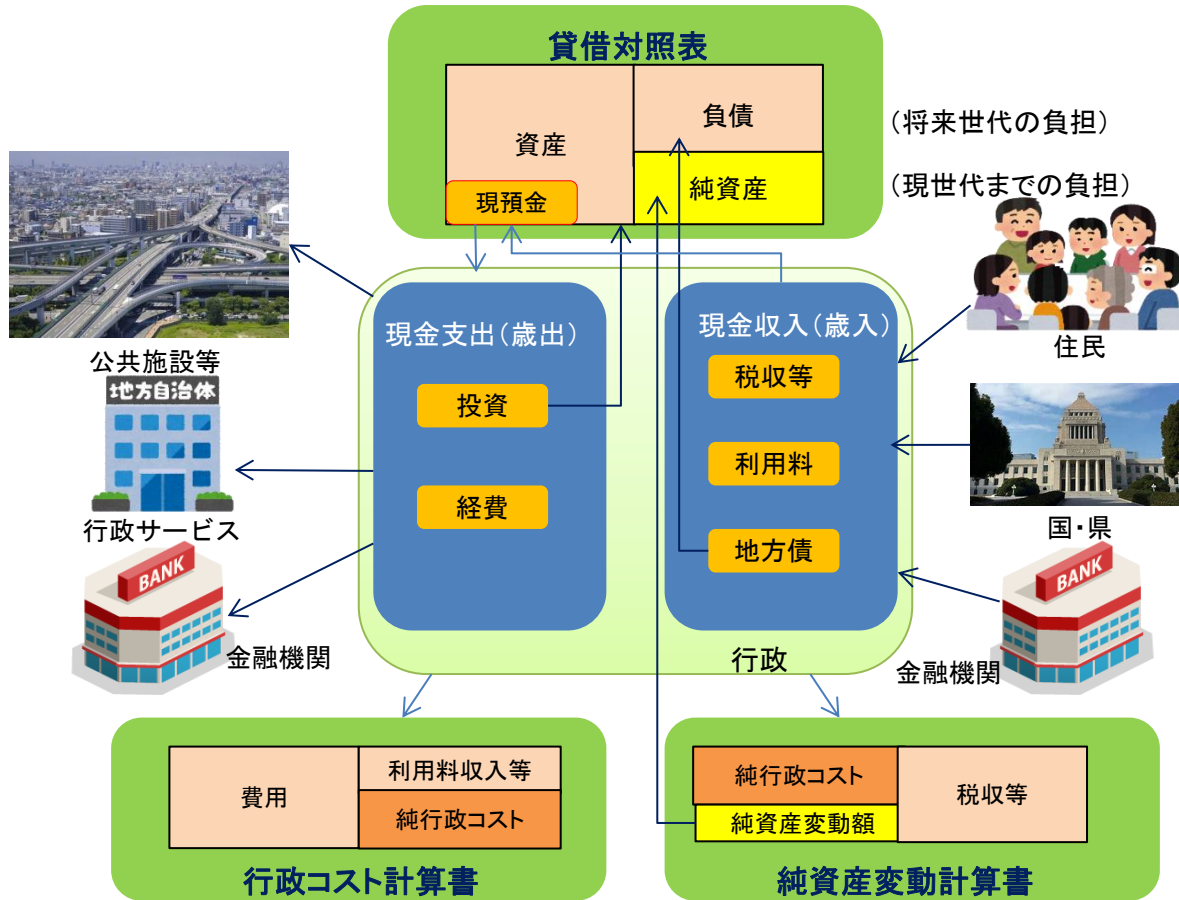 貸借対照表
資産
負債
(将来世代の負担)
純資産
(現世代までの負担)
現預金
現金支出(歳出)
投資
経費
現金収入(歳入)
税収等
利用料
地方債
行政
公共施設等
地方自治体
行政サービス
BANK
金融機関
住民
国・県
BANK
金融機関
費用
利用料収入等
純行政コスト
行政コスト計算書
純行政コスト
純資産変動額
税収等
純資産変動計算書